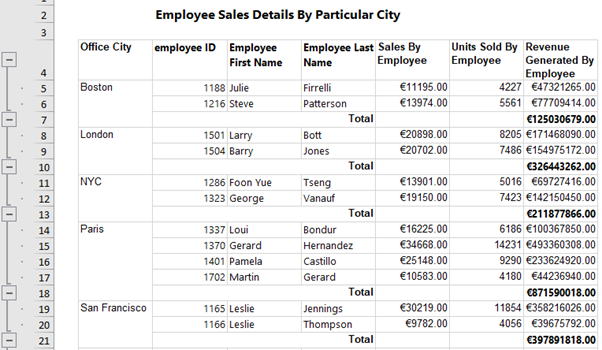 2 Employee Sales Details By Particular City
3
4 Office City employee ID Employee First Name Employee Last Name Sales By Employee Units Sold By Employee Revenue Generated By Employee
5 Boston 1188 Julie Firrelli €11195.00 4227 €47321265.00
6 1216 Steve Patterson €13974.00 5561 €77709414.00
7 Total €125030679.00
8 London 1501 Larry Bott €20898.00 8205 €171468090.00
9 1504 Barry Jones €20702.00 7486 €154975172.00
10 Total €326443262.00
11 NYC 1286 Foon Yue Tseng €13901.00 5016 €69727416.00
12 1323 George Vanauf €19150.00 7423 €142150450.00
13 Total €211877866.00
14 Paris 1337 Loui Bondur €16225.00 6186 €100367850.00
15 1370 Gerard Hernandez €34668.00 14231 €493360308.00
16 1401 Pamela Castillo €25148.00 9290 €233624920.00
17 1702 Martin Gerard €10583.00 4180 €44236940.00
18 Total €871590018.00
19 San Francisco 1165 Leslie Jennings €30219.00 11854 €358216026.00
20 1166 Leslie Thompson €9782.00 4056 €39675792.00
21 Total €397891818.00